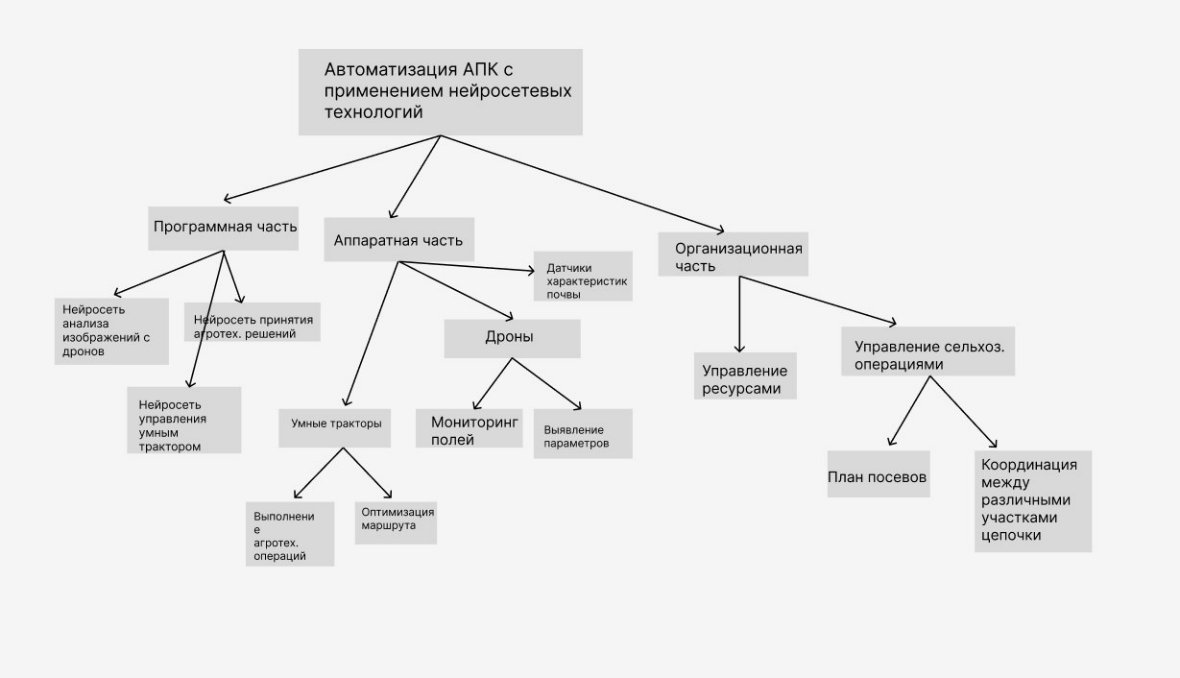 Автоматизация АПК с
применением нейросетевых
технологий
Программная часть
Аппаратная часть
Организационная
часть
Датчики
характеристик
почвы
Нейросеть
анализа
изображений с
дронов
Нейросеть принятия
агротех. решений
Дроны
Управление сельхоз.
операциями
Управление
ресурсами
Нейросеть
управления
умным
трактором
Умные тракторы
Мониторинг
полей
Выявление
параметров
План посевов
Координация
между
различными
участками
цепочки
Выполнени
е
агротех.
операций
Оптимизация
маршрута